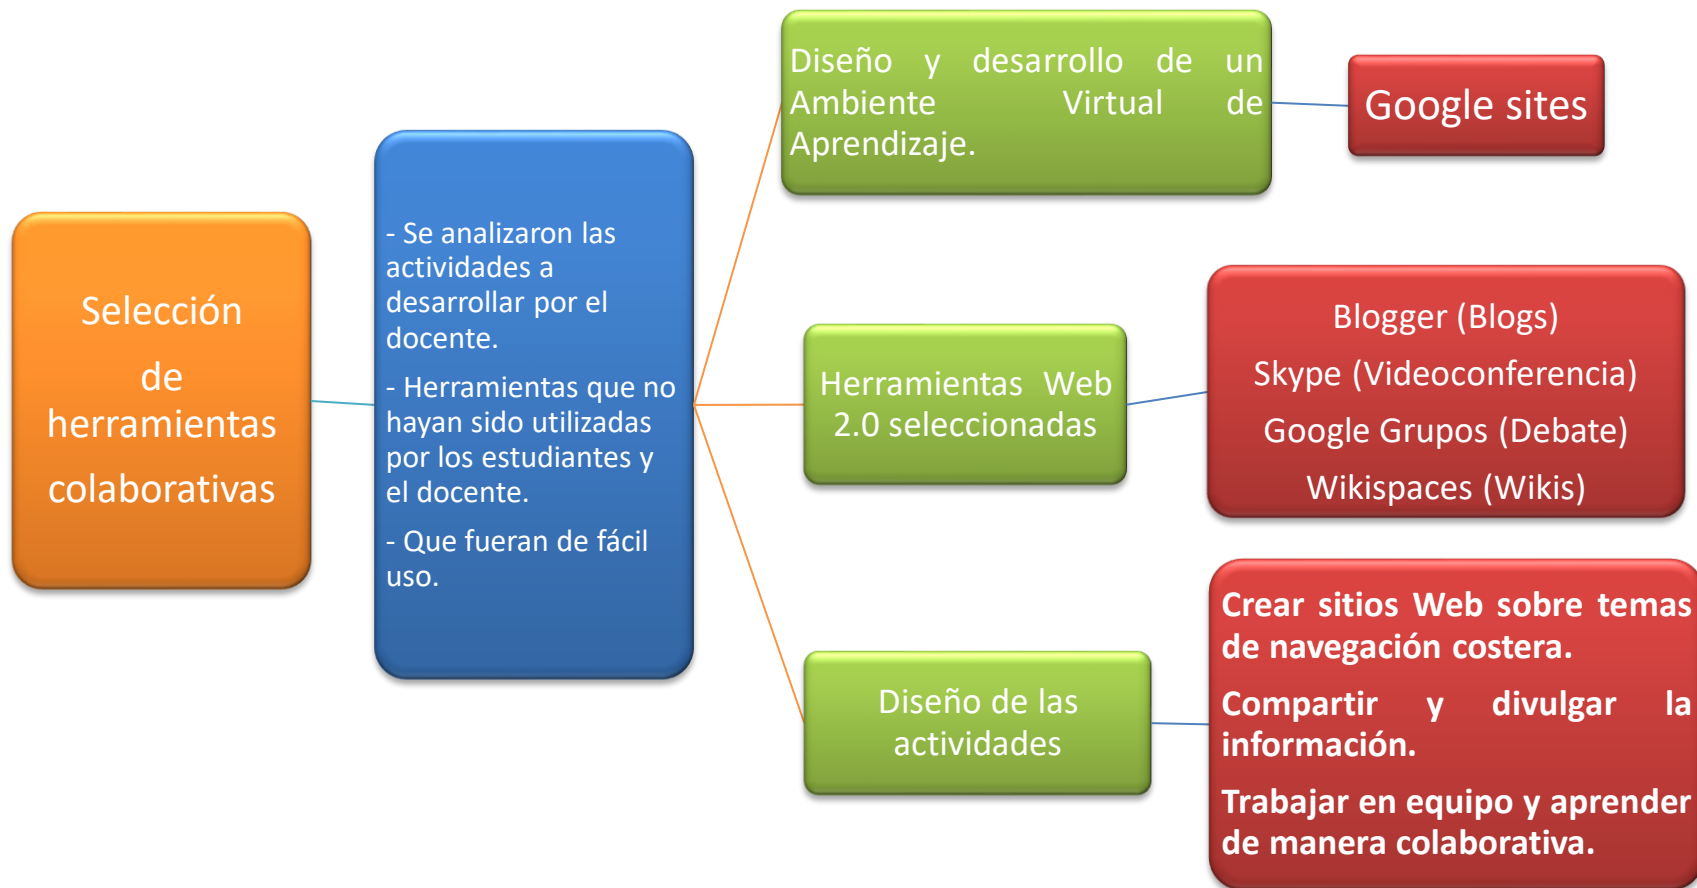 Selección
de
herramientas
colaborativas
- Se analizaron las
actividades a
desarrollar por el
docente.
- Herramientas que no
hayan sido utilizadas
por los estudiantes y
el docente.
- Que fueran de fácil
uso.
Diseño y desarrollo de un
Ambiente Virtual de
Aprendizaje.
Google sites
Herramientas Web
2.0 seleccionadas
Blogger (Blogs)
Skype (Videoconferencia)
Google Grupos (Debate)
Wikispaces (Wikis)
Diseño de las
actividades
Crear sitios Web sobre temas
de navegación costera.
Compartir y divulgar la
información.
Trabajar en equipo y aprender
de manera colaborativa.